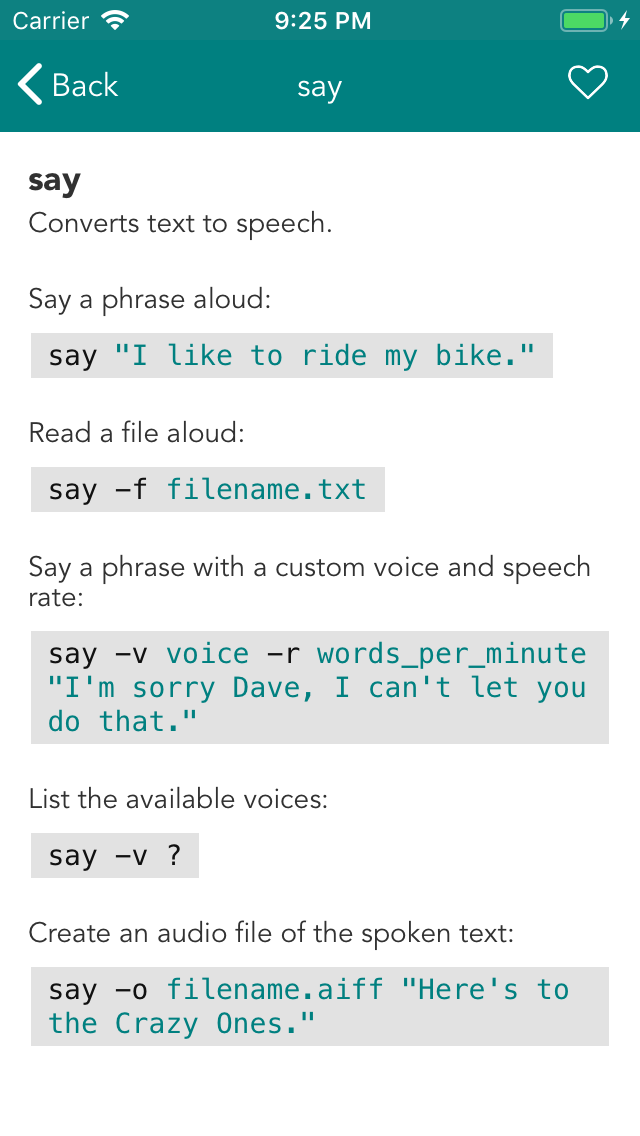 Carrier 9:25 PM
Back say
say
Converts text to speech.
Say a phrase aloud:
say "I like to ride my bike."
Read a file aloud:
say -f filename.txt
Say a phrase with a custom voice and speech
rate:
say -v voice -r words_per_minute
"I'm sorry Dave, I can't let you
do that."
List the available voices:
say -v ?
Create an audio file of the spoken text:
say -o filename.aiff "Here's to
the Crazy Ones."